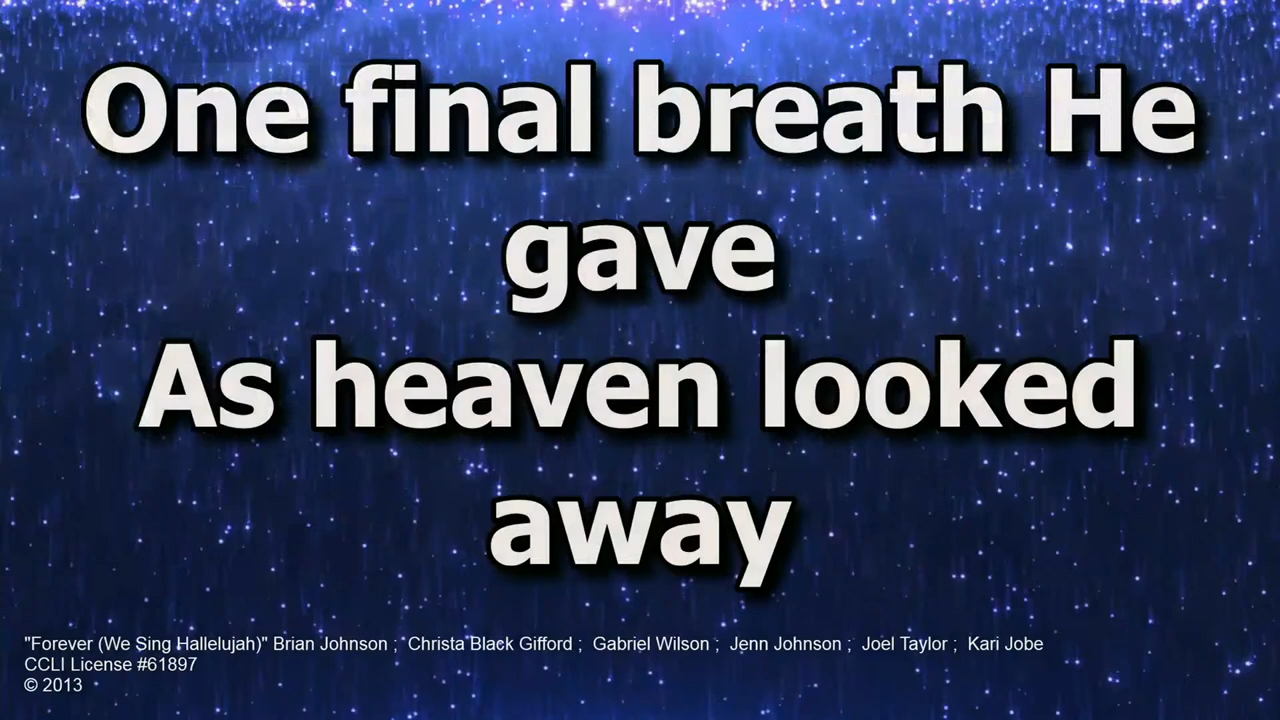 One final breath He
gave
As heaven looked
away
"Forever (We Sing Hallelujah)" Brian Johnson ; Christa Black Gifford ; Gabriel Wilson ; Jenn Johnson ; Joel Taylor ; Kari Jobe
CCLI License #61897
© 2013